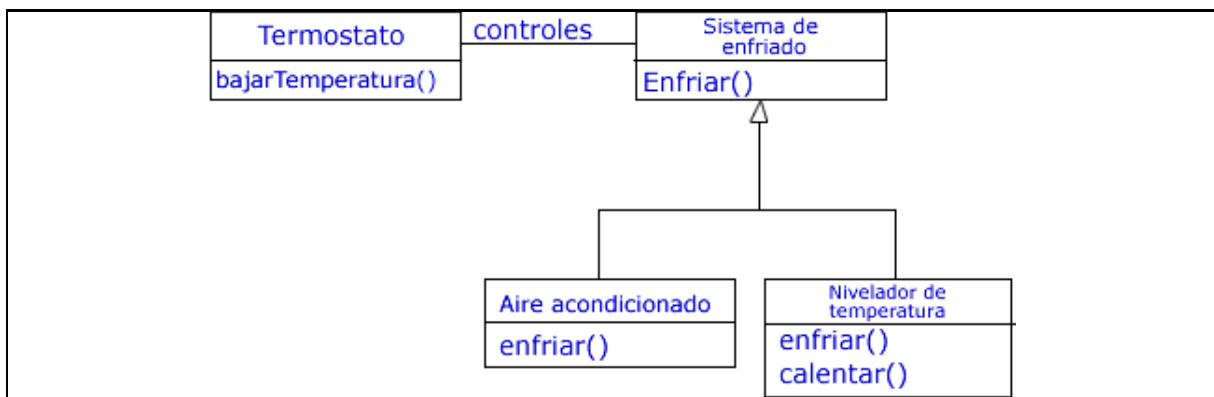 Termostato
bajarTemperatura()
controles
Sistema de
enfriado
Enfriar()
Aire acondicionado
enfriar()
Nivelador de
temperatura
enfriar()
calentar()